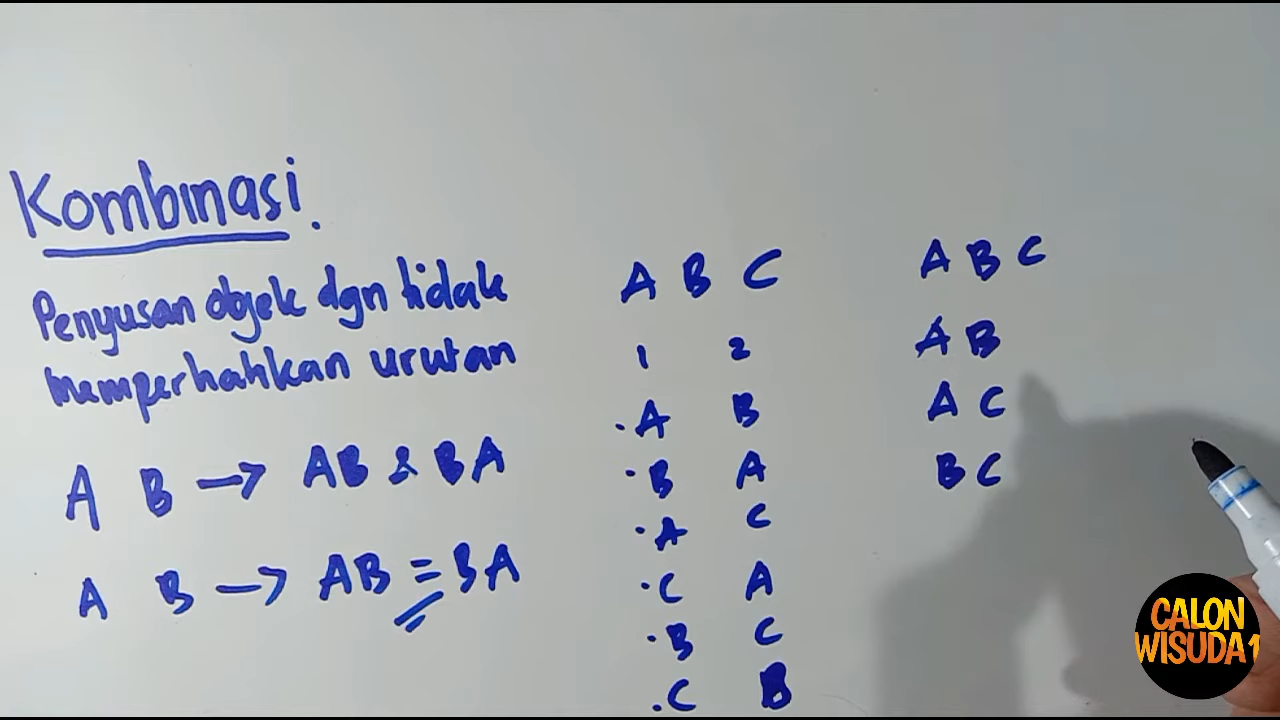 Kombinasi.
Penyusan objek dgn tidak
memperhatikan urutan
A B → AB & BA
A B → AB = BA
A B C
1 2
. A B
. B A
. A C
. C A
. B C
. C B
A B C
A B
A C
B C
CALON
WISUDA1